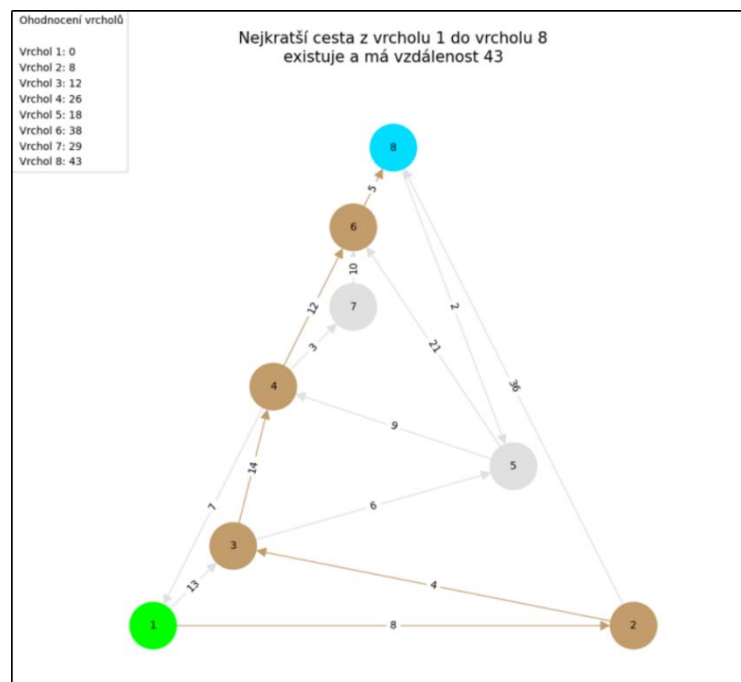 Ohodnocení vrcholů
Vrchol 1: 0
Vrchol 2: 8
Vrchol 3: 12
Vrchol 4: 26
Vrchol 5: 18
Vrchol 6: 38
Vrchol 7: 29
Vrchol 8: 43
Nejkratší cesta z vrcholu 1 do vrcholu 8
existuje a má vzdálenost 43
8
5
6
10
7
2
12
3
21
4
36
9
14
5
7
6
3
13
4
1
8
2